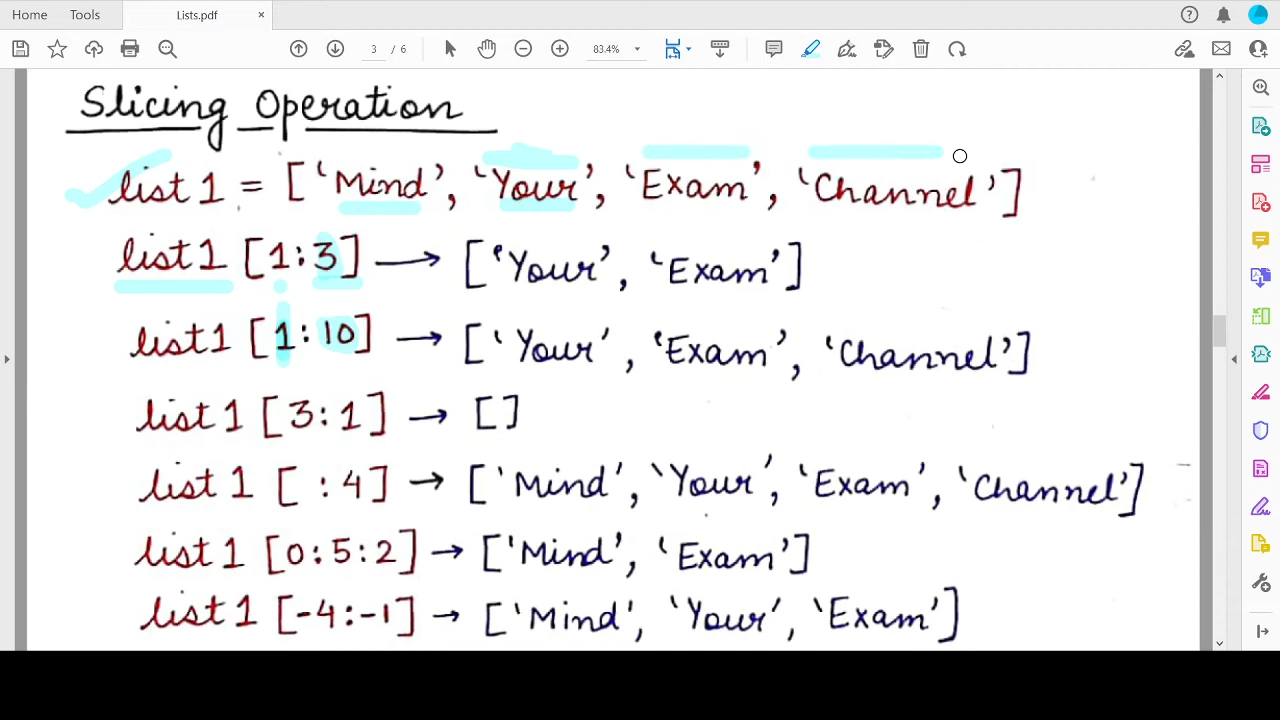 Home Tools Lists.pdf ×
3 / 6 83.4%
Slicing Operation
list1 = ['Mind', 'Your', 'Exam', 'Channel']
list1 [1:3] → ['Your', 'Exam']
list1 [1:10] → ['Your', 'Exam', 'Channel']
list1 [3:1] → []
list1 [ :4] → ['Mind', 'Your', 'Exam', 'Channel']
list1 [0:5:2] → ['Mind', 'Exam']
list1 [-4:-1] → ['Mind', 'Your', 'Exam']